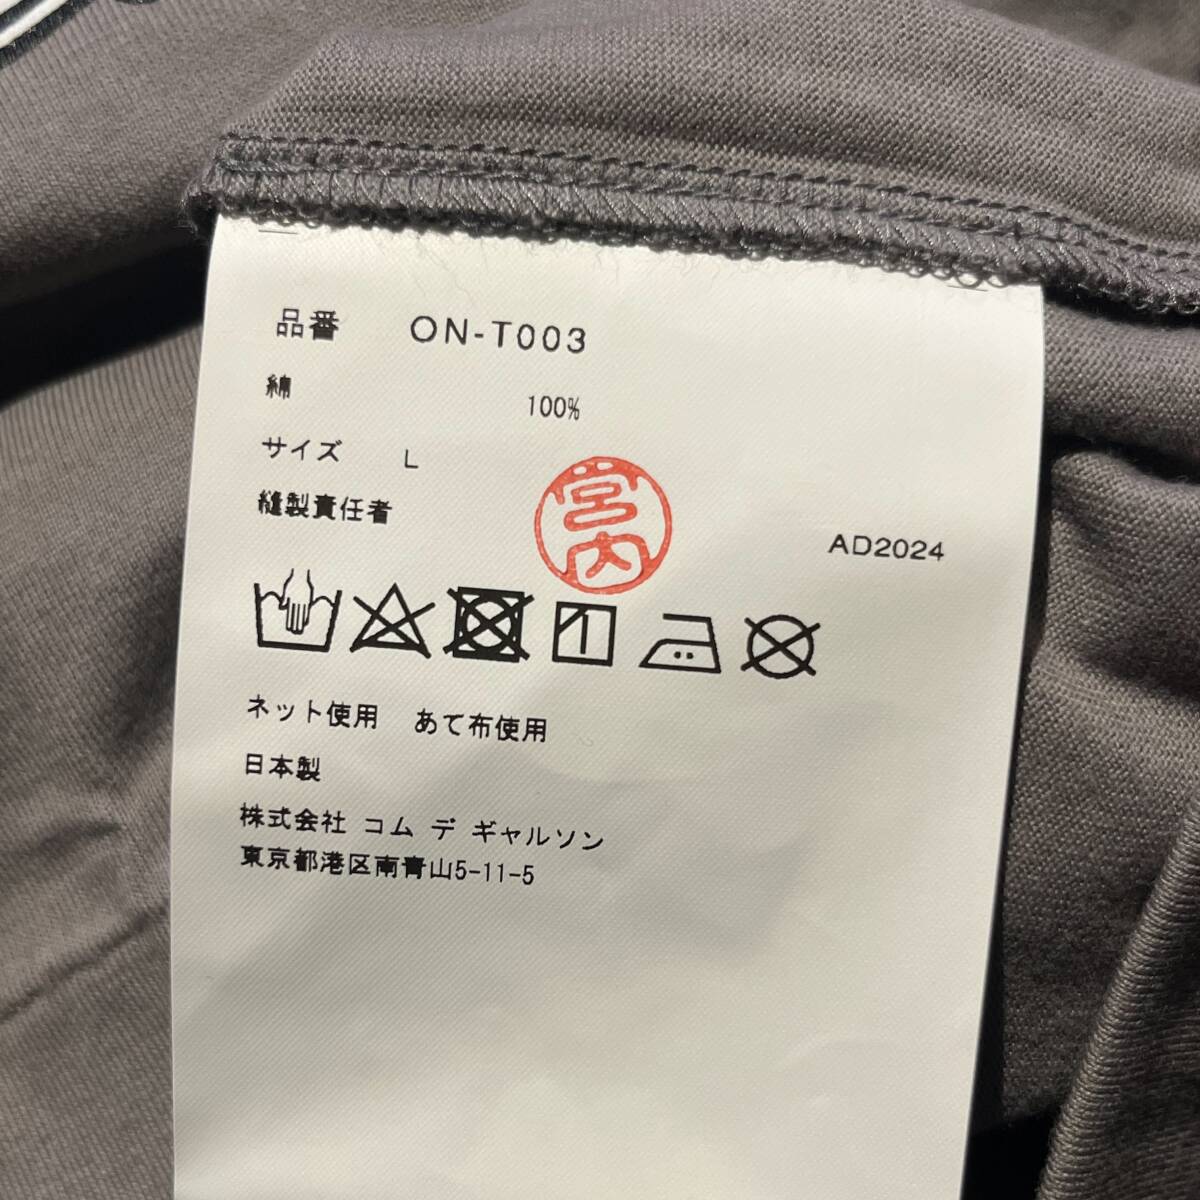 品番 ON-T003
綿 100%
サイズ L
縫製責任者
宮内
AD2024
ネット使用 あて布使用
日本製
株式会社 コム デ ギャルソン
東京都港区南青山5-11-5